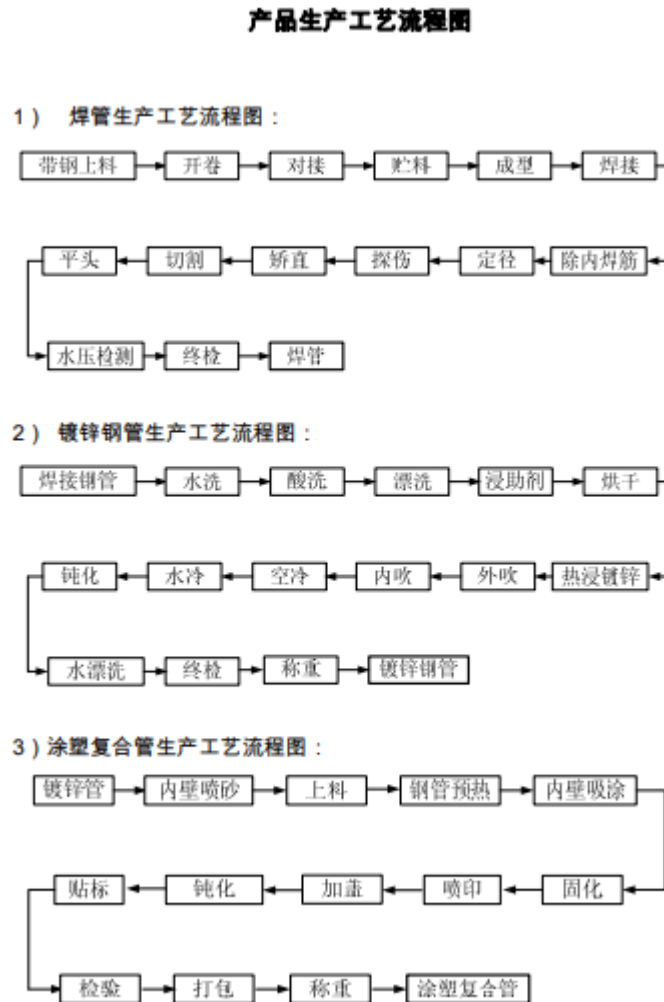 产品生产工艺流程图
1） 焊管生产工艺流程图：
带钢上料 开卷 对接 贮料 成型 焊接
平头 切割 矫直 探伤 定径 除内焊筋
水压检测 终检 焊管
2） 镀锌钢管生产工艺流程图：
焊接钢管 水洗 酸洗 漂洗 浸助剂 烘干
钝化 水冷 空冷 内吹 外吹 热浸镀锌
水漂洗 终检 称重 镀锌钢管
3）涂塑复合管生产工艺流程图：
镀锌管 内壁喷砂 上料 钢管预热 内壁吸涂
贴标 钝化 加盖 喷印 固化
检验 打包 称重 涂塑复合管